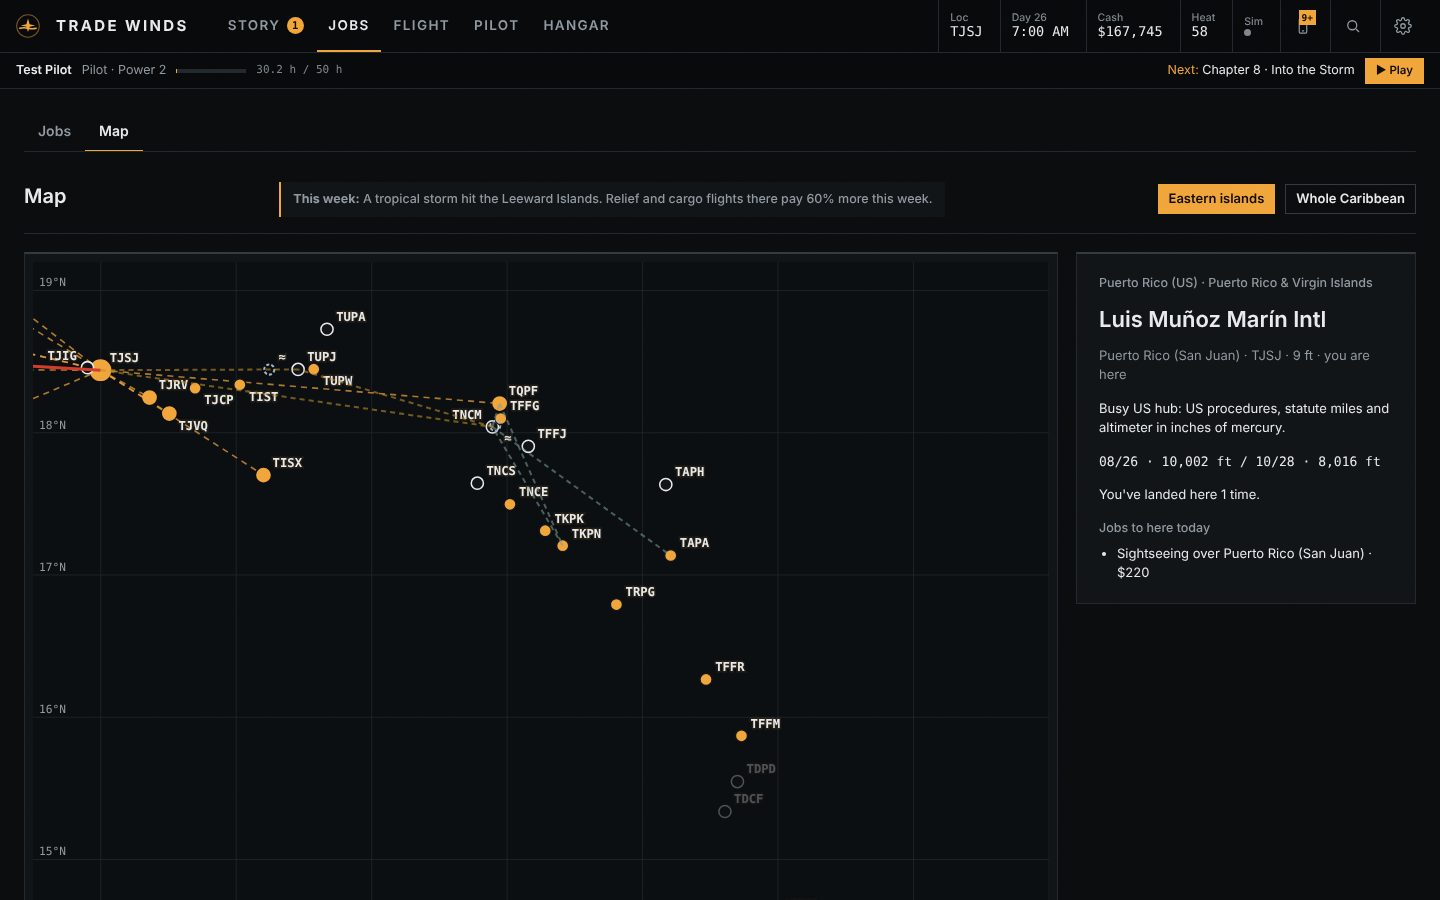 TRADE WINDS
STORY 1
JOBS
FLIGHT
PILOT
HANGAR
Loc
TJSJ
Day 26
7:00 AM
Cash
$167,745
Heat
58
Sim
9+
Test Pilot Pilot · Power 2 30.2 h / 50 h
Next: Chapter 8 · Into the Storm
▶ Play
Jobs
Map
Map
This week: A tropical storm hit the Leeward Islands. Relief and cargo flights there pay 60% more this week.
Eastern islands
Whole Caribbean
19°N
TUPA
TJIG
TJSJ
≈
TUPJ
TUPW
TJRV
TJCP
TIST
TJVQ
TISX
TQPF
TFFG
TNCM
18°N
≈
TFFJ
TNCS
TNCE
TAPH
TKPK
TKPN
TAPA
17°N
TRPG
TFFR
16°N
TFFM
TDPD
TDCF
15°N
Puerto Rico (US) · Puerto Rico & Virgin Islands
Luis Muñoz Marín Intl
Puerto Rico (San Juan) · TJSJ · 9 ft · you are
here
Busy US hub: US procedures, statute miles and
altimeter in inches of mercury.
08/26 · 10,002 ft / 10/28 · 8,016 ft
You've landed here 1 time.
Jobs to here today
• Sightseeing over Puerto Rico (San Juan) ·
$220